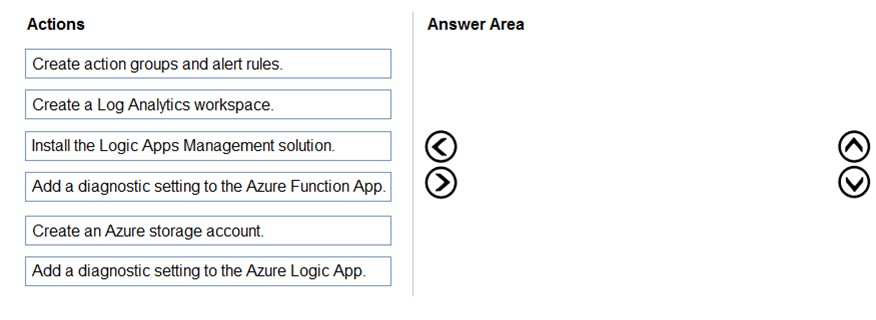 Actions
Answer Area
Create action groups and alert rules.
Create a Log Analytics workspace.
Install the Logic Apps Management solution.
Add a diagnostic setting to the Azure Function App.
Create an Azure storage account.
Add a diagnostic setting to the Azure Logic App.